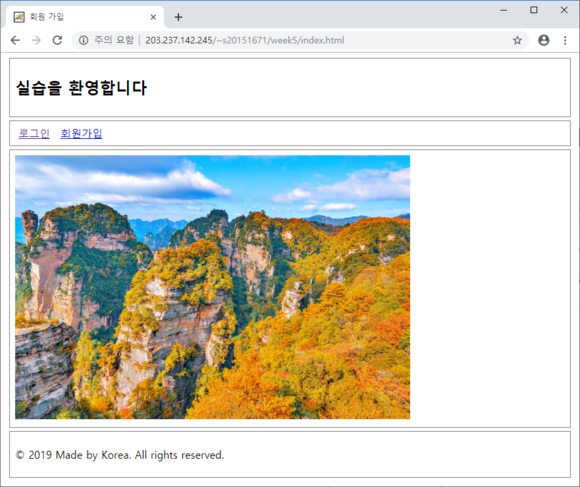 회원 가입
주의 요함 | 203.237.142.245/~s20151671/week5/index.html
실습을 환영합니다
로그인 회원가입
© 2019 Made by Korea. All rights reserved.